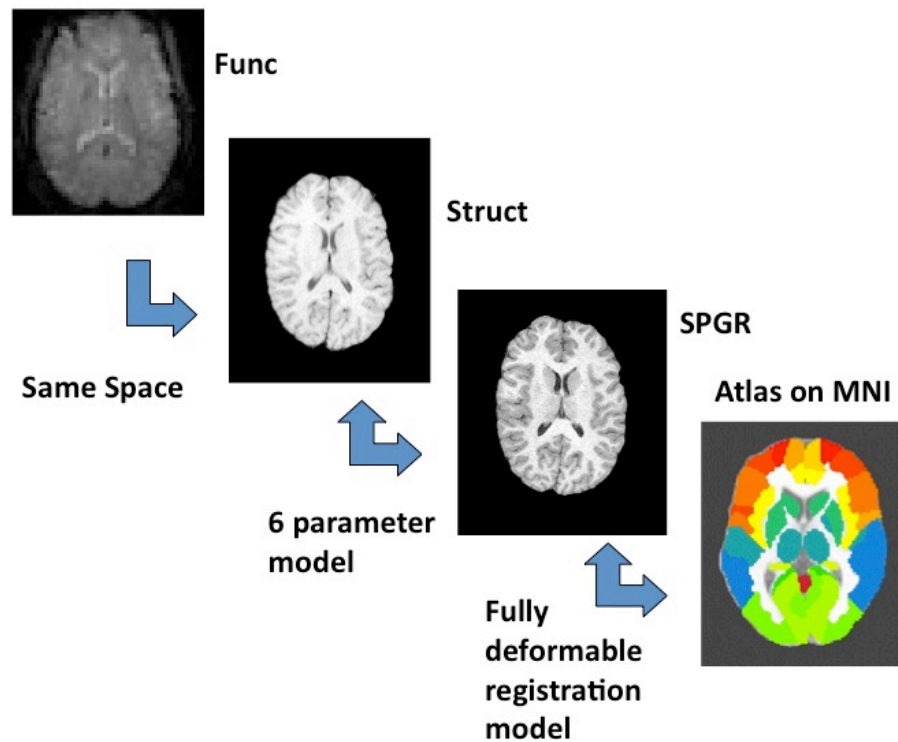 Func
Struct
Same Space
SPGR
Atlas on MNI
6 parameter
model
Fully
deformable
registration
model